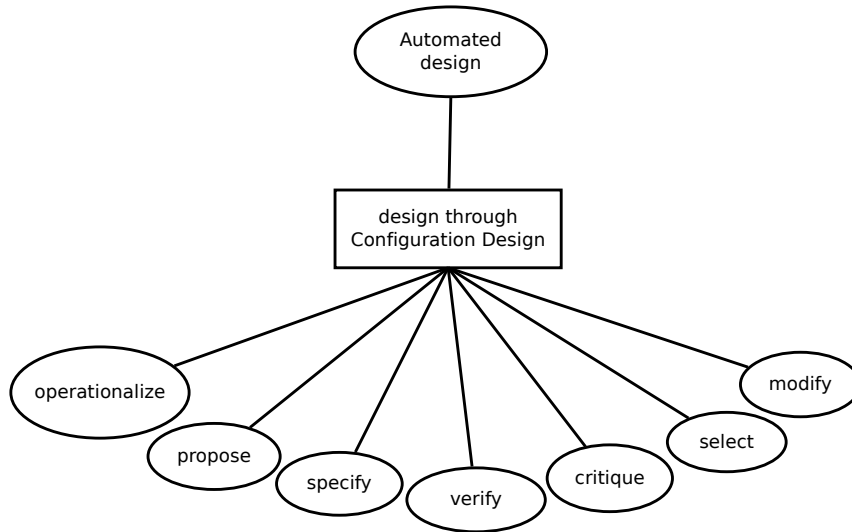 Automated
design
design through
Configuration Design
operationalize
propose
specify
verify
critique
select
modify